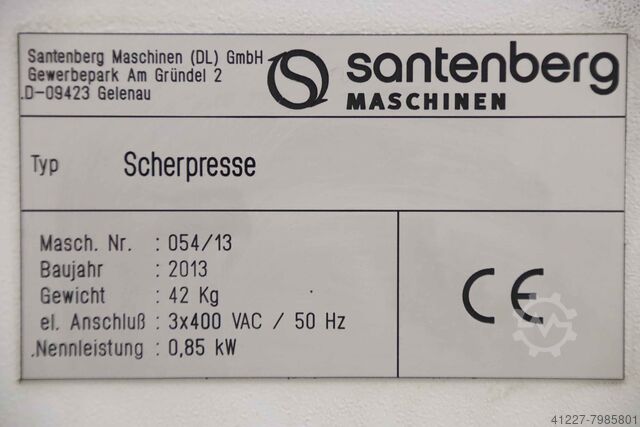 Santenberg Maschinen (DL) GmbH
Gewerbepark Am Gründel 2
D-09423 Gelenau
santenberg
MASCHINEN
Typ Scherpresse
Masch. Nr. : 054/13
Baujahr : 2013
Gewicht : 42 Kg
el. Anschluß : 3x400 VAC / 50 Hz
Nennleistung : 0,85 kW
CE
41227-7985801